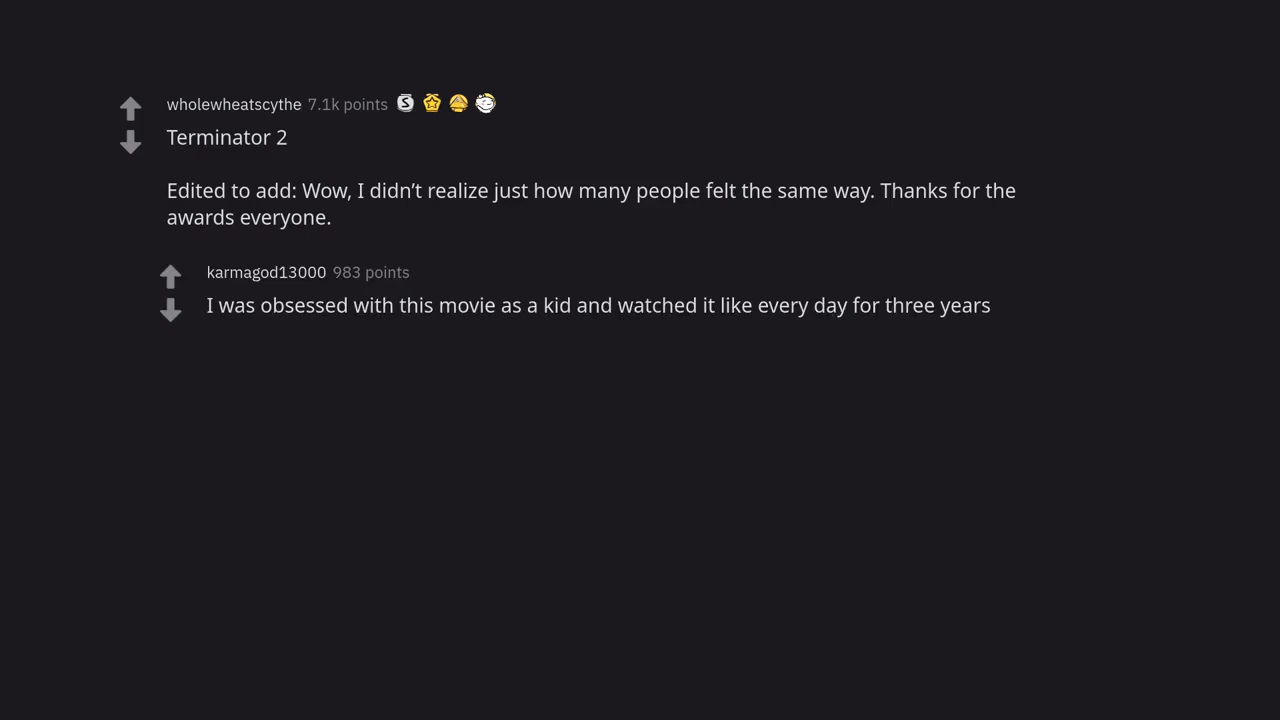 wholewheatscythe 7.1k points
Terminator 2
Edited to add: Wow, I didn’t realize just how many people felt the same way. Thanks for the
awards everyone.
karmagod13000 983 points
I was obsessed with this movie as a kid and watched it like every day for three years